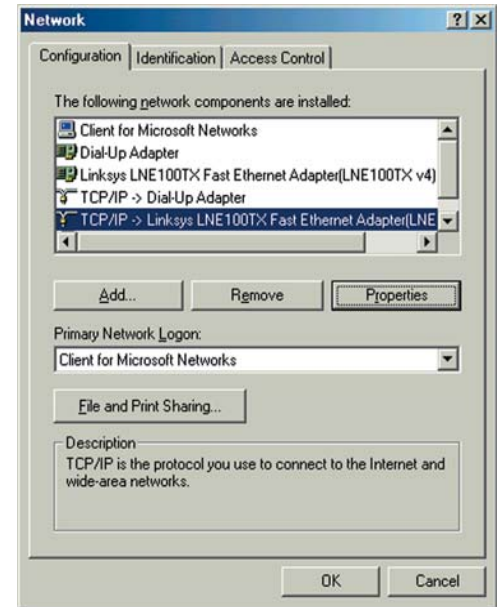 Network
Configuration
Identification
Access Control
The following network components are installed:
Client for Microsoft Networks
Dial-Up Adapter
Linksys LNE100TX Fast Ethernet Adapter(LNE100TX v4)
TCP/IP -> Dial-Up Adapter
TCP/IP -> Linksys LNE100TX Fast Ethernet Adapter(LNE
Add...
Remove
Properties
Primary Network Logon:
Client for Microsoft Networks
File and Print Sharing...
Description
TCP/IP is the protocol you use to connect to the Internet and
wide-area networks.
OK
Cancel